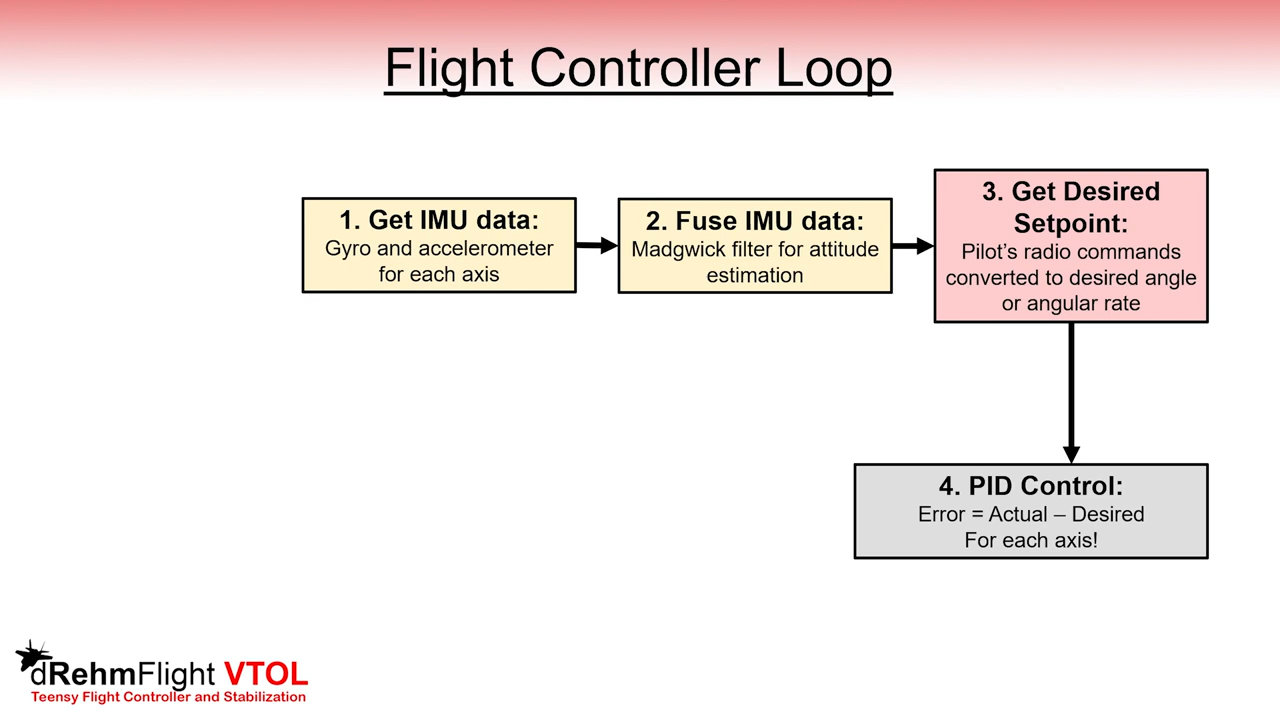 Flight Controller Loop
1. Get IMU data:
Gyro and accelerometer
for each axis
2. Fuse IMU data:
Madgwick filter for attitude
estimation
3. Get Desired
Setpoint:
Pilot’s radio commands
converted to desired angle
or angular rate
4. PID Control:
Error = Actual – Desired
For each axis!
dRehmFlight VTOL
Teensy Flight Controller and Stabilization